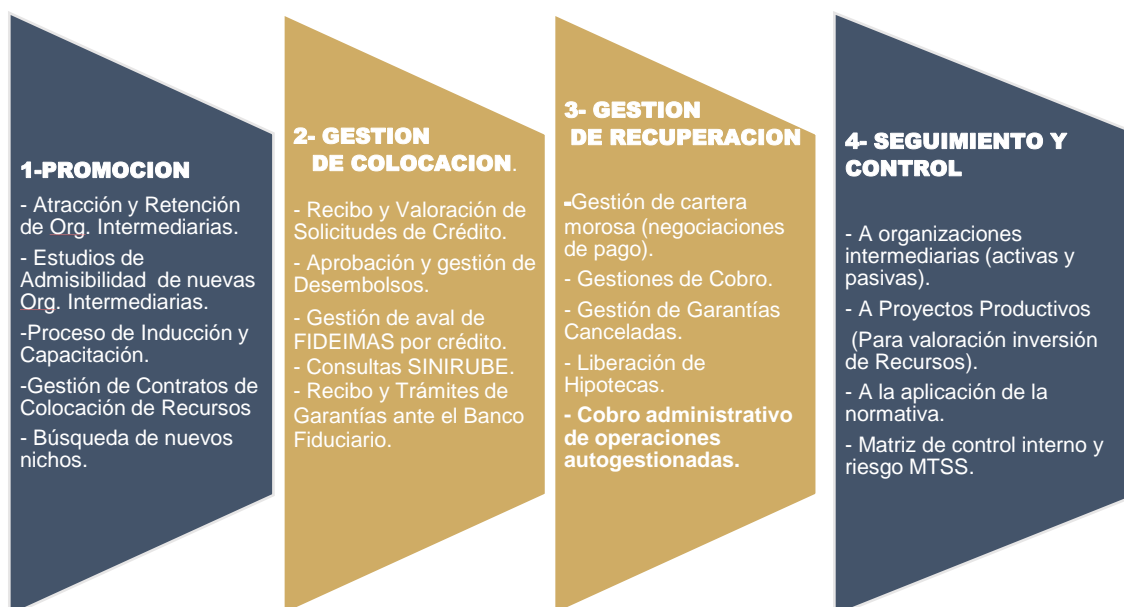 1-PROMOCION
- Atracción y Retención
de Org. Intermediarias.
- Estudios de
Admisibilidad  de nuevas
Org. Intermediarias.
-Proceso de Inducción y
Capacitación.
-Gestión de Contratos de
Colocación de Recursos
- Búsqueda de nuevos
nichos.
2- GESTION
DE COLOCACION.
- Recibo y Valoración de
Solicitudes de Crédito.
- Aprobación y gestión de
Desembolsos.
- Gestión de aval de
FIDEIMAS por crédito.
- Consultas SINIRUBE.
- Recibo y Trámites de
Garantías ante el Banco
Fiduciario.
3- GESTION
DE RECUPERACION
-Gestión de cartera
morosa (negociaciones
de pago).
- Gestiones de Cobro.
- Gestión de Garantías
Canceladas.
- Liberación de
Hipotecas.
- Cobro administrativo
de operaciones
autogestionadas.
4- SEGUIMIENTO Y
CONTROL
- A organizaciones
intermediarias (activas y
pasivas).
- A Proyectos Productivos
(Para valoración inversión
de Recursos).
- A la aplicación de la
normativa.
- Matriz de control interno y
riesgo MTSS.